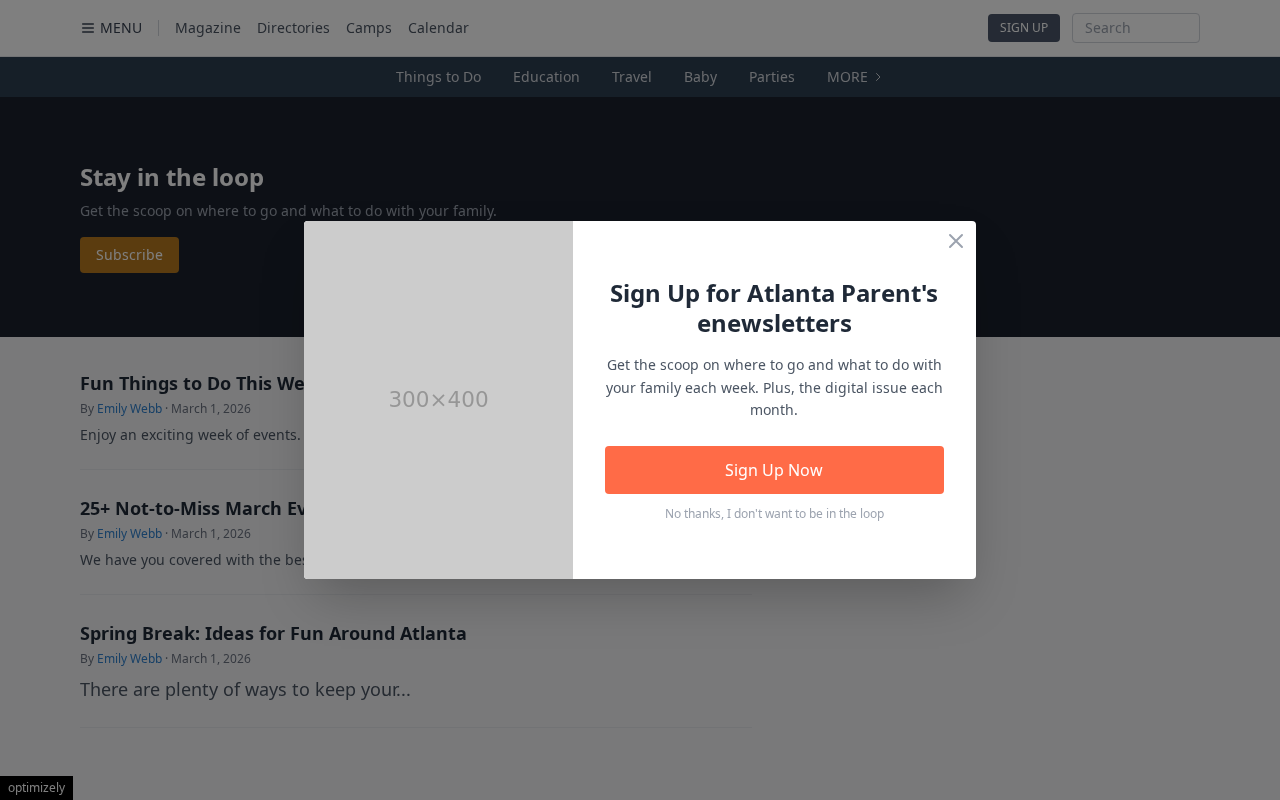 MENU Magazine Directories Camps Calendar SIGN UP Search
Things to Do Education Travel Baby Parties MORE
Stay in the loop
Get the scoop on where to go and what to do with your family.
Subscribe
300×400
Sign Up for Atlanta Parent's
enewsletters
Get the scoop on where to go and what to do with
your family each week. Plus, the digital issue each
month.
Sign Up Now
No thanks, I don't want to be in the loop
Fun Things to Do This
By Emily Webb · March 1, 2026
Enjoy an exciting week of events.
25+ Not-to-Miss March
By Emily Webb · March 1, 2026
We have you covered with the
Spring Break: Ideas for Fun Around Atlanta
By Emily Webb · March 1, 2026
There are plenty of ways to keep your...
optimizely